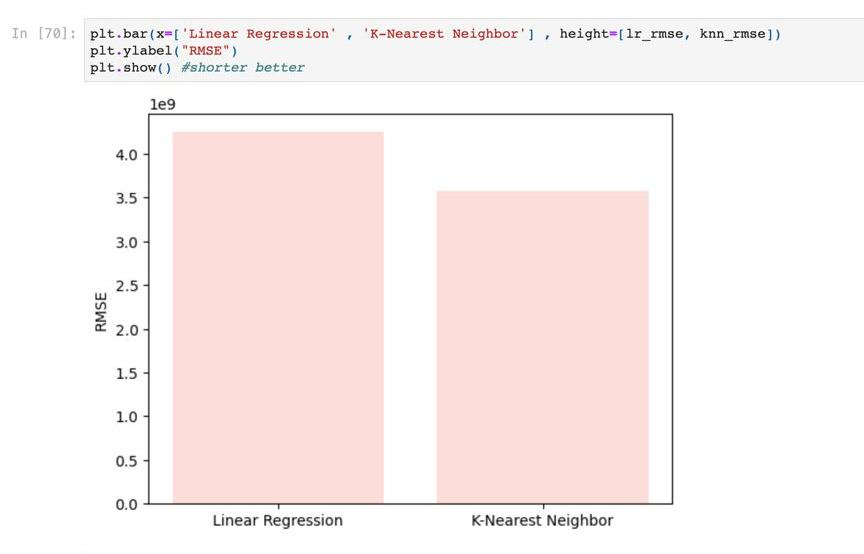 In [70]: plt.bar(x=['Linear Regression' , 'K-Nearest Neighbor'] , height=[lr_rmse, knn_rmse])
plt.ylabel("RMSE")
plt.show() #shorter better
1e9
4.0
3.5
3.0
2.5
2.0
1.5
1.0
0.5
0.0
RMSE
Linear Regression K-Nearest Neighbor